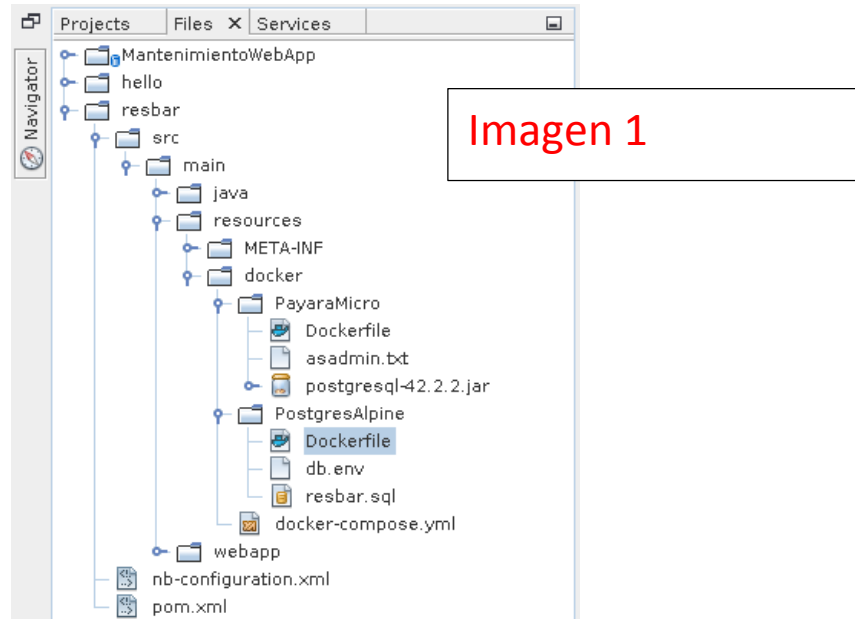 Projects Files Services
Navigator
MantenimientoWebApp
hello
resbar
Imagen 1
src
main
java
resources
META-INF
docker
PayaraMicro
Dockerfile
asadmin.txt
postgresql-42.2.2.jar
PostgresAlpine
Dockerfile
db.env
resbar.sql
docker-compose.yml
webapp
nb-configuration.xml
pom.xml